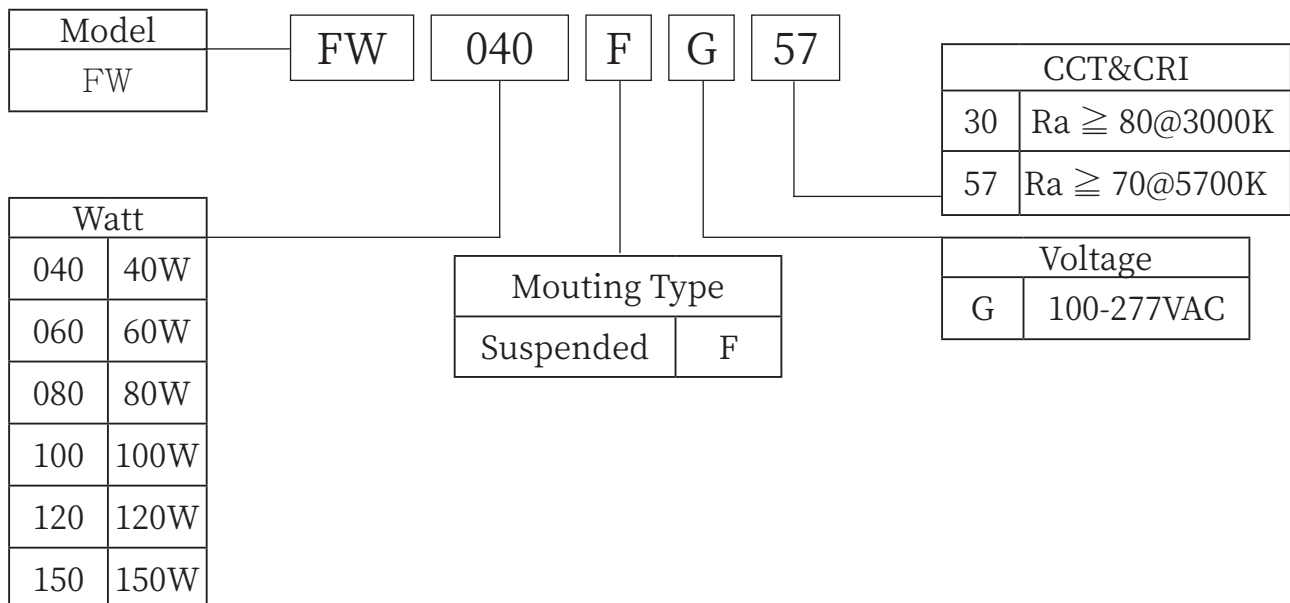 Model
FW
FW 040 F G 57
CCT&CRI
30 Ra ≧ 80@3000K
57 Ra ≧ 70@5700K
Watt
040 40W
060 60W
080 80W
100 100W
120 120W
150 150W
Mouting Type
Suspended F
Voltage
G 100-277VAC